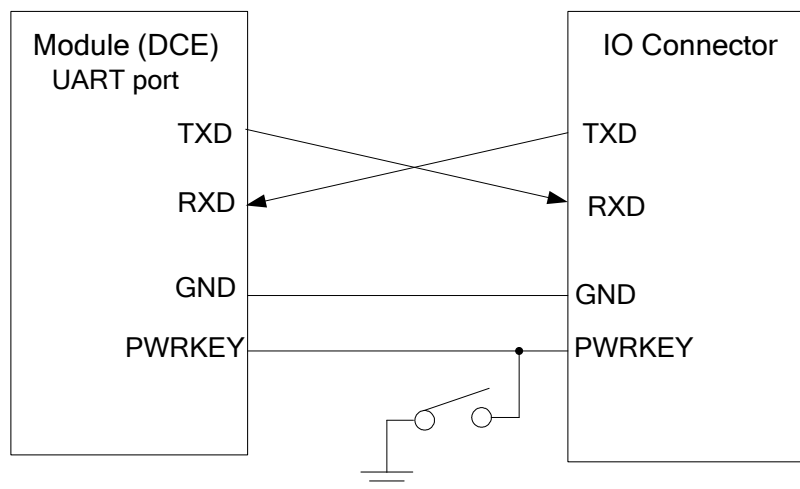 Module (DCE)
UART port
TXD
RXD
GND
PWRKEY
IO Connector
TXD
RXD
GND
PWRKEY